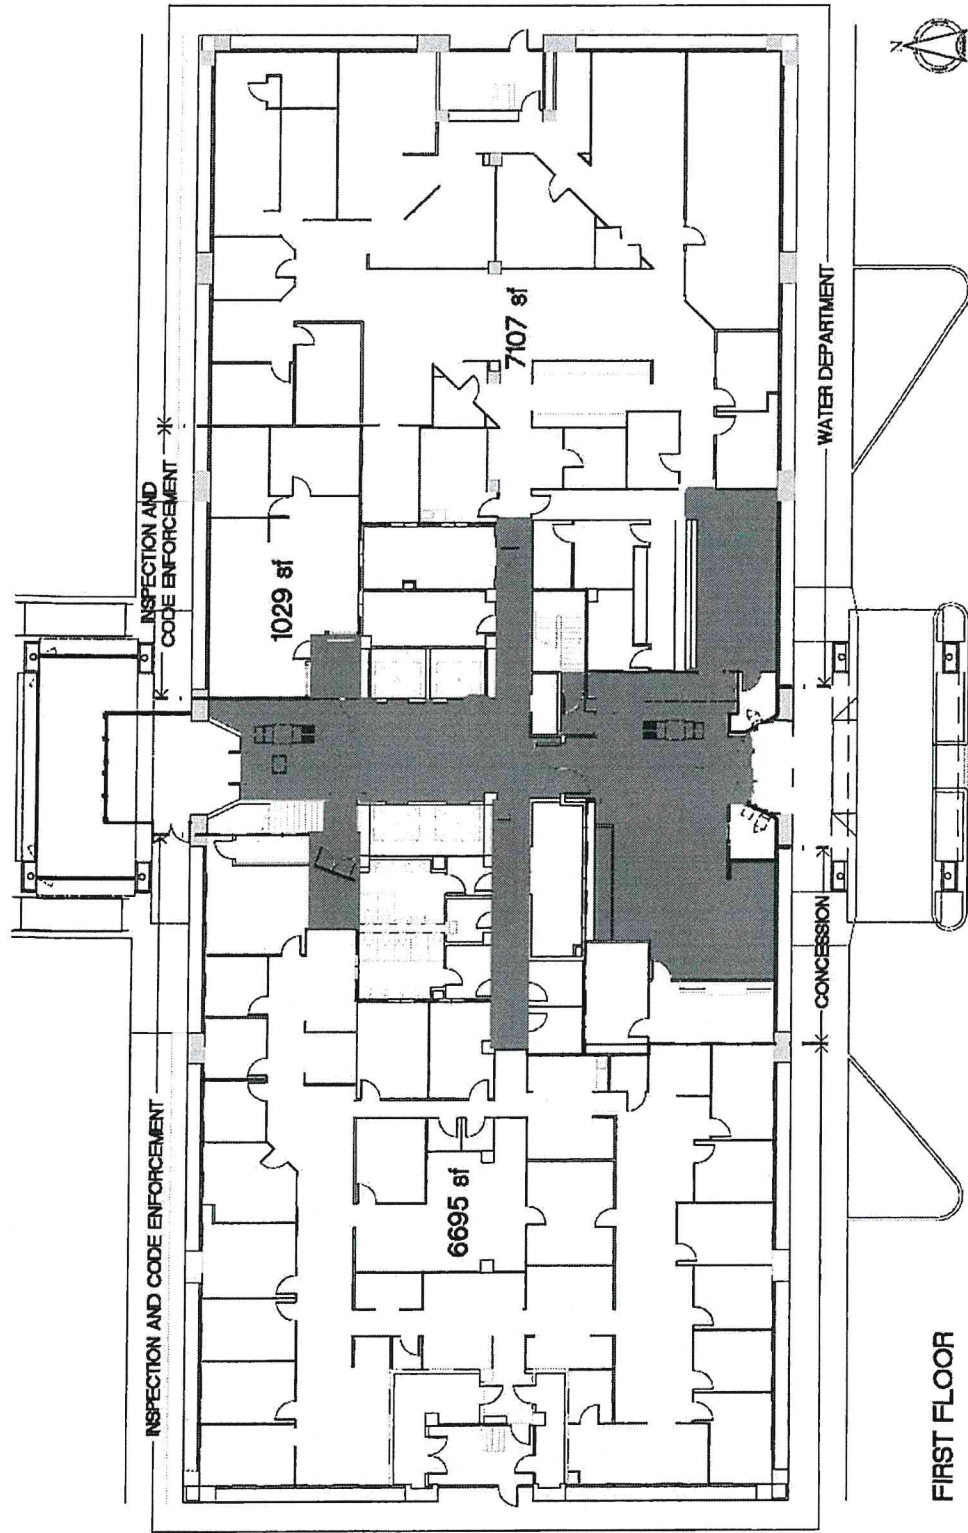 INSPECTION AND CODE ENFORCEMENT
INSPECTION AND
CODE ENFORCEMENT
1029 sf
7107 sf
6695 sf
CONCESSION
WATER DEPARTMENT
FIRST FLOOR
N